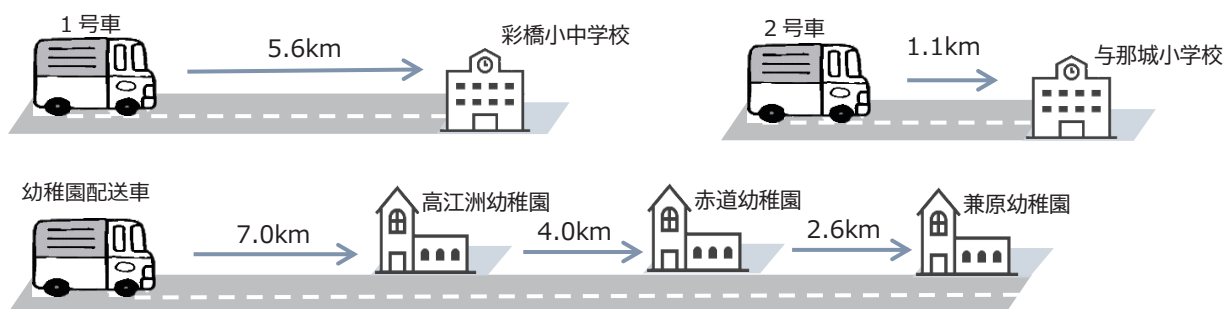 １号車
5.6km
彩橋小中学校
２号車
1.1km
与那城小学校
幼稚園配送車
7.0km
高江洲幼稚園
4.0km
赤道幼稚園
2.6km
兼原幼稚園